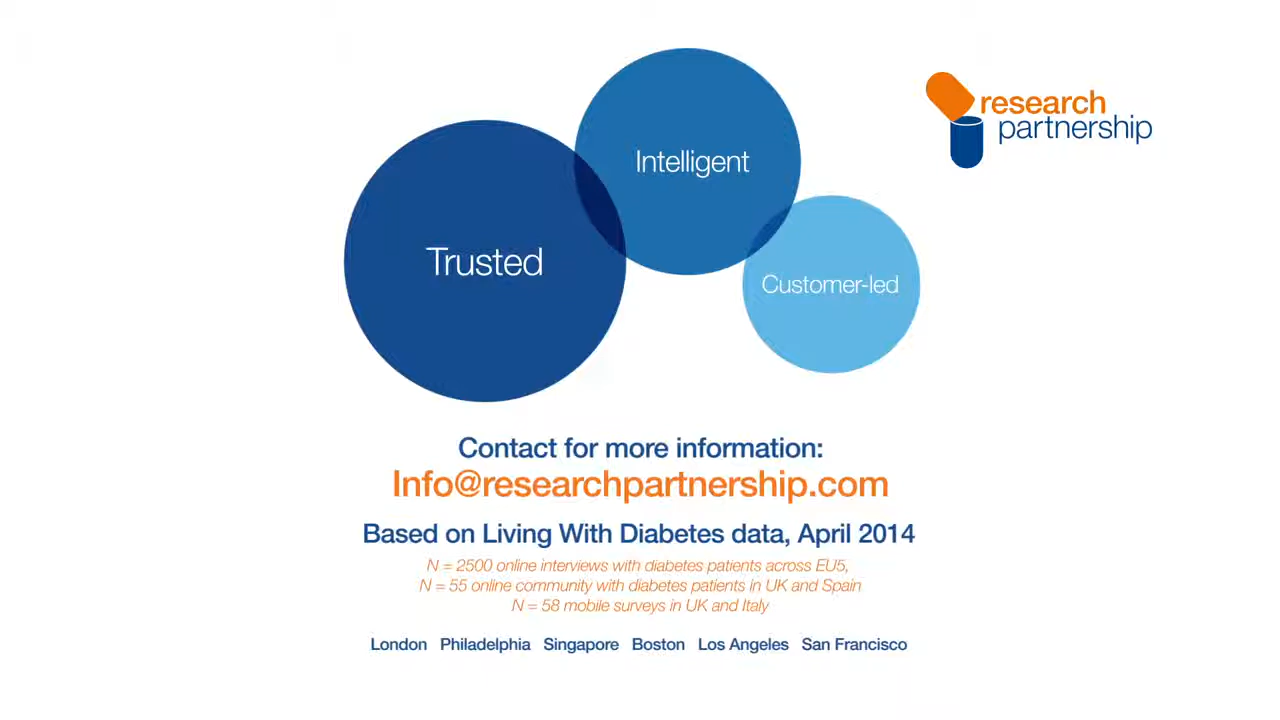 research
partnership
Intelligent
Trusted
Customer-led
Contact for more information:
Info@researchpartnership.com
Based on Living With Diabetes data, April 2014
N = 2500 online interviews with diabetes patients across EU5,
N = 55 online community with diabetes patients in UK and Spain
N = 58 mobile surveys in UK and Italy
London Philadelphia Singapore Boston Los Angeles San Francisco